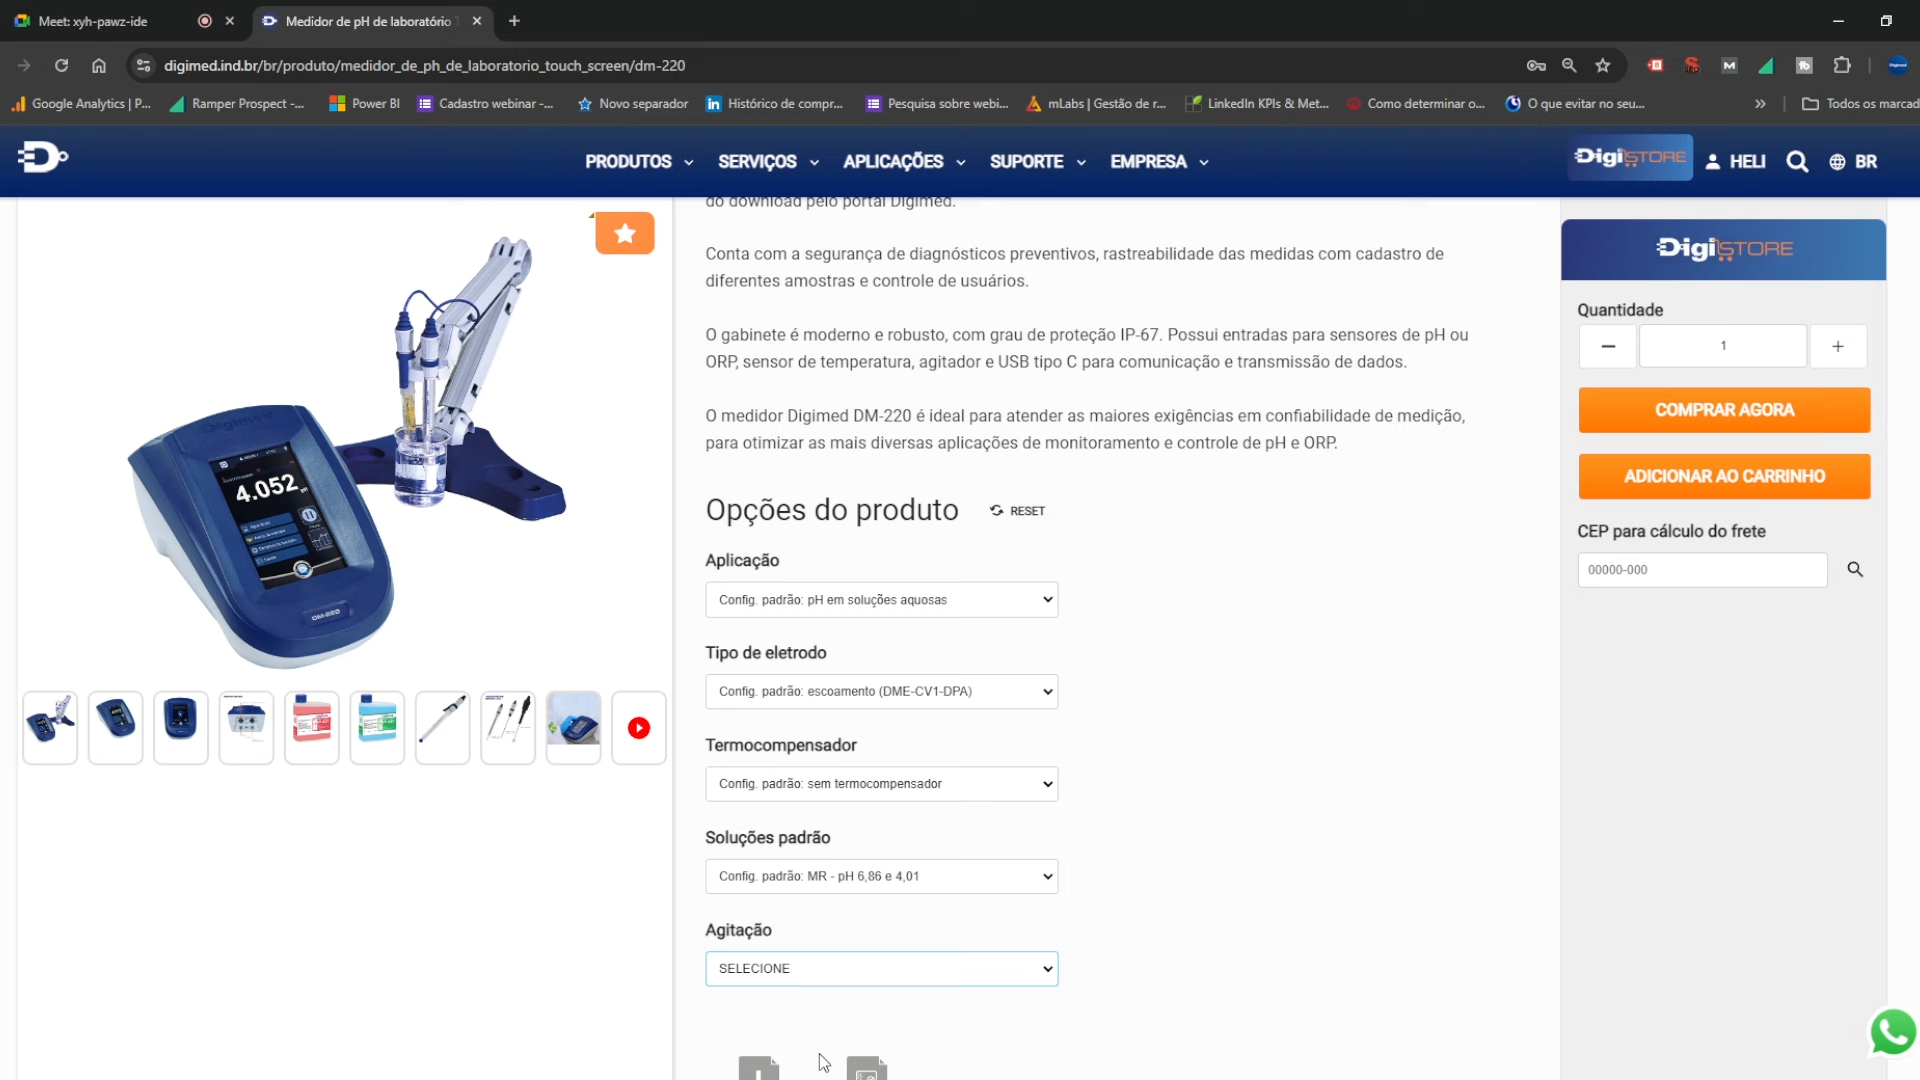 Meet: xyh-pawz-ide
Medidor de pH de laboratório
digimed.ind.br/br/produto/medidor_de_ph_de_laboratorio_touch_screen/dm-220
Google Analytics | P...
Ramper Prospect -...
Power BI
Cadastro webinar -...
Novo separador
Histórico de compr...
Pesquisa sobre webi...
mLabs | Gestão de r...
LinkedIn KPIs & Met...
Como determinar o...
O que evitar no seu...
Todos os marcad
PRODUTOS
SERVIÇOS
APLICAÇÕES
SUPORTE
EMPRESA
DigiSTORE
HELI
BR
do download pelo portal Digimed.
Conta com a segurança de diagnósticos preventivos, rastreabilidade das medidas com cadastro de
diferentes amostras e controle de usuários.
O gabinete é moderno e robusto, com grau de proteção IP-67. Possui entradas para sensores de pH ou
ORP, sensor de temperatura, agitador e USB tipo C para comunicação e transmissão de dados.
O medidor Digimed DM-220 é ideal para atender as maiores exigências em confiabilidade de medição,
para otimizar as mais diversas aplicações de monitoramento e controle de pH e ORP.
Digimed
4.052
DM-220
Opções do produto
RESET
Aplicação
Config. padrão: pH em soluções aquosas
Tipo de eletrodo
Config. padrão: escoamento (DME-CV1-DPA)
Termocompensador
Config. padrão: sem termocompensador
Soluções padrão
Config. padrão: MR - pH 6,86 e 4,01
Agitação
SELECIONE
DigiSTORE
Quantidade
1
COMPRAR AGORA
ADICIONAR AO CARRINHO
CEP para cálculo do frete
00000-000